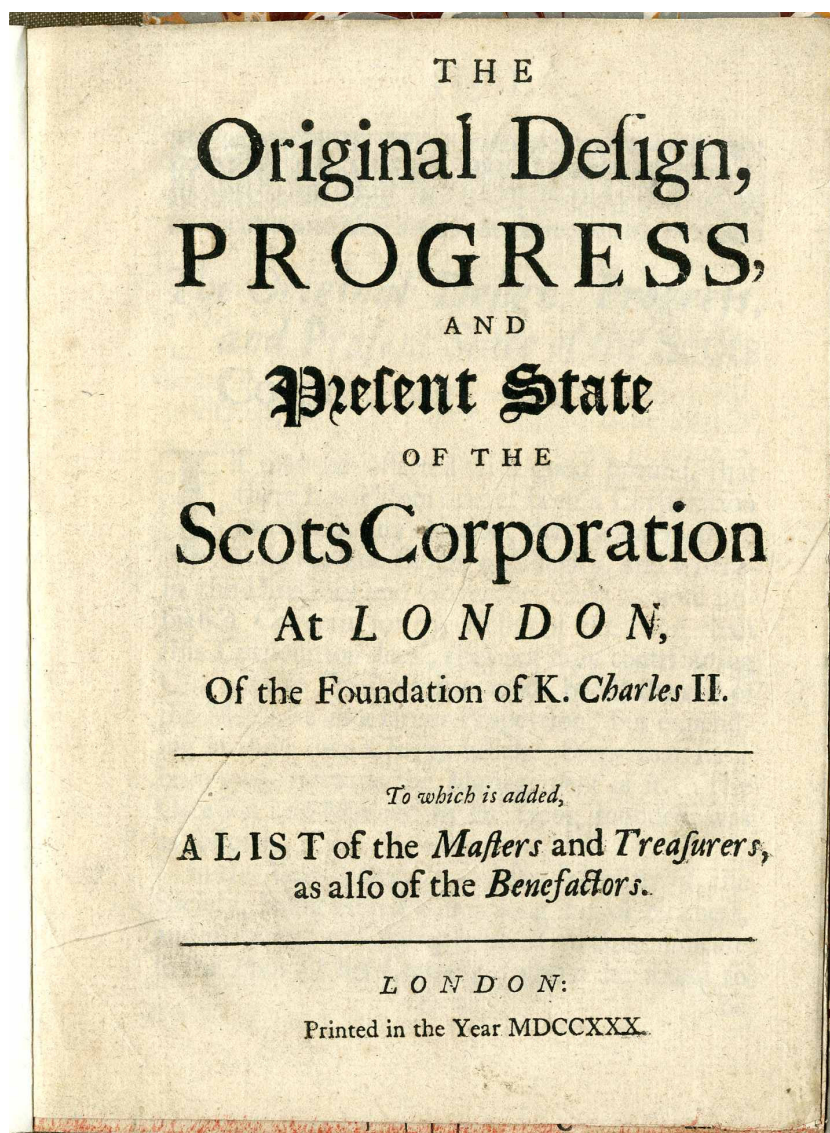 THE
Original Deſign,
PROGRESS,
AND
Preſent State
OF THE
Scots Corporation
At LONDON,
Of the Foundation of K. Charles II.
To which is added,
A LIST of the Maſters and Treaſurers,
as alſo of the Benefactors.
LONDON:
Printed in the Year MDCCXXX.